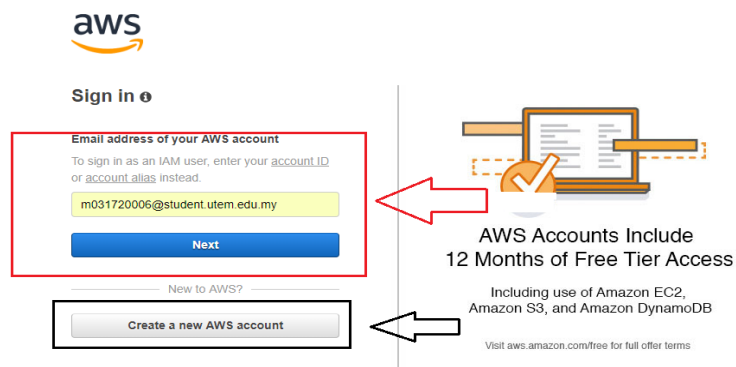 aws
Sign in
Email address of your AWS account
To sign in as an IAM user, enter your account ID
or account alias instead.
m031720006@student.utem.edu.my
Next
New to AWS?
Create a new AWS account
AWS Accounts Include
12 Months of Free Tier Access
Including use of Amazon EC2,
Amazon S3, and Amazon DynamoDB
Visit aws.amazon.com/free for full offer terms